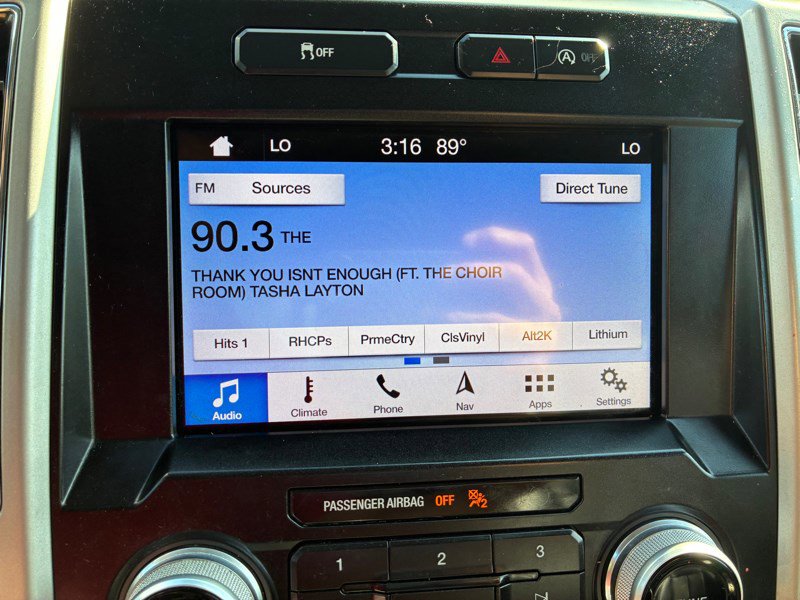 OFF
A OFF
LO 3:16 89° LO
FM Sources Direct Tune
90.3 THE
THANK YOU ISNT ENOUGH (FT. THE CHOIR
ROOM) TASHA LAYTON
Hits 1 RHCPs PrmeCtry ClsVinyl Alt2K Lithium
Audio Climate Phone Nav Apps Settings
PASSENGER AIRBAG OFF 2
1 2 3